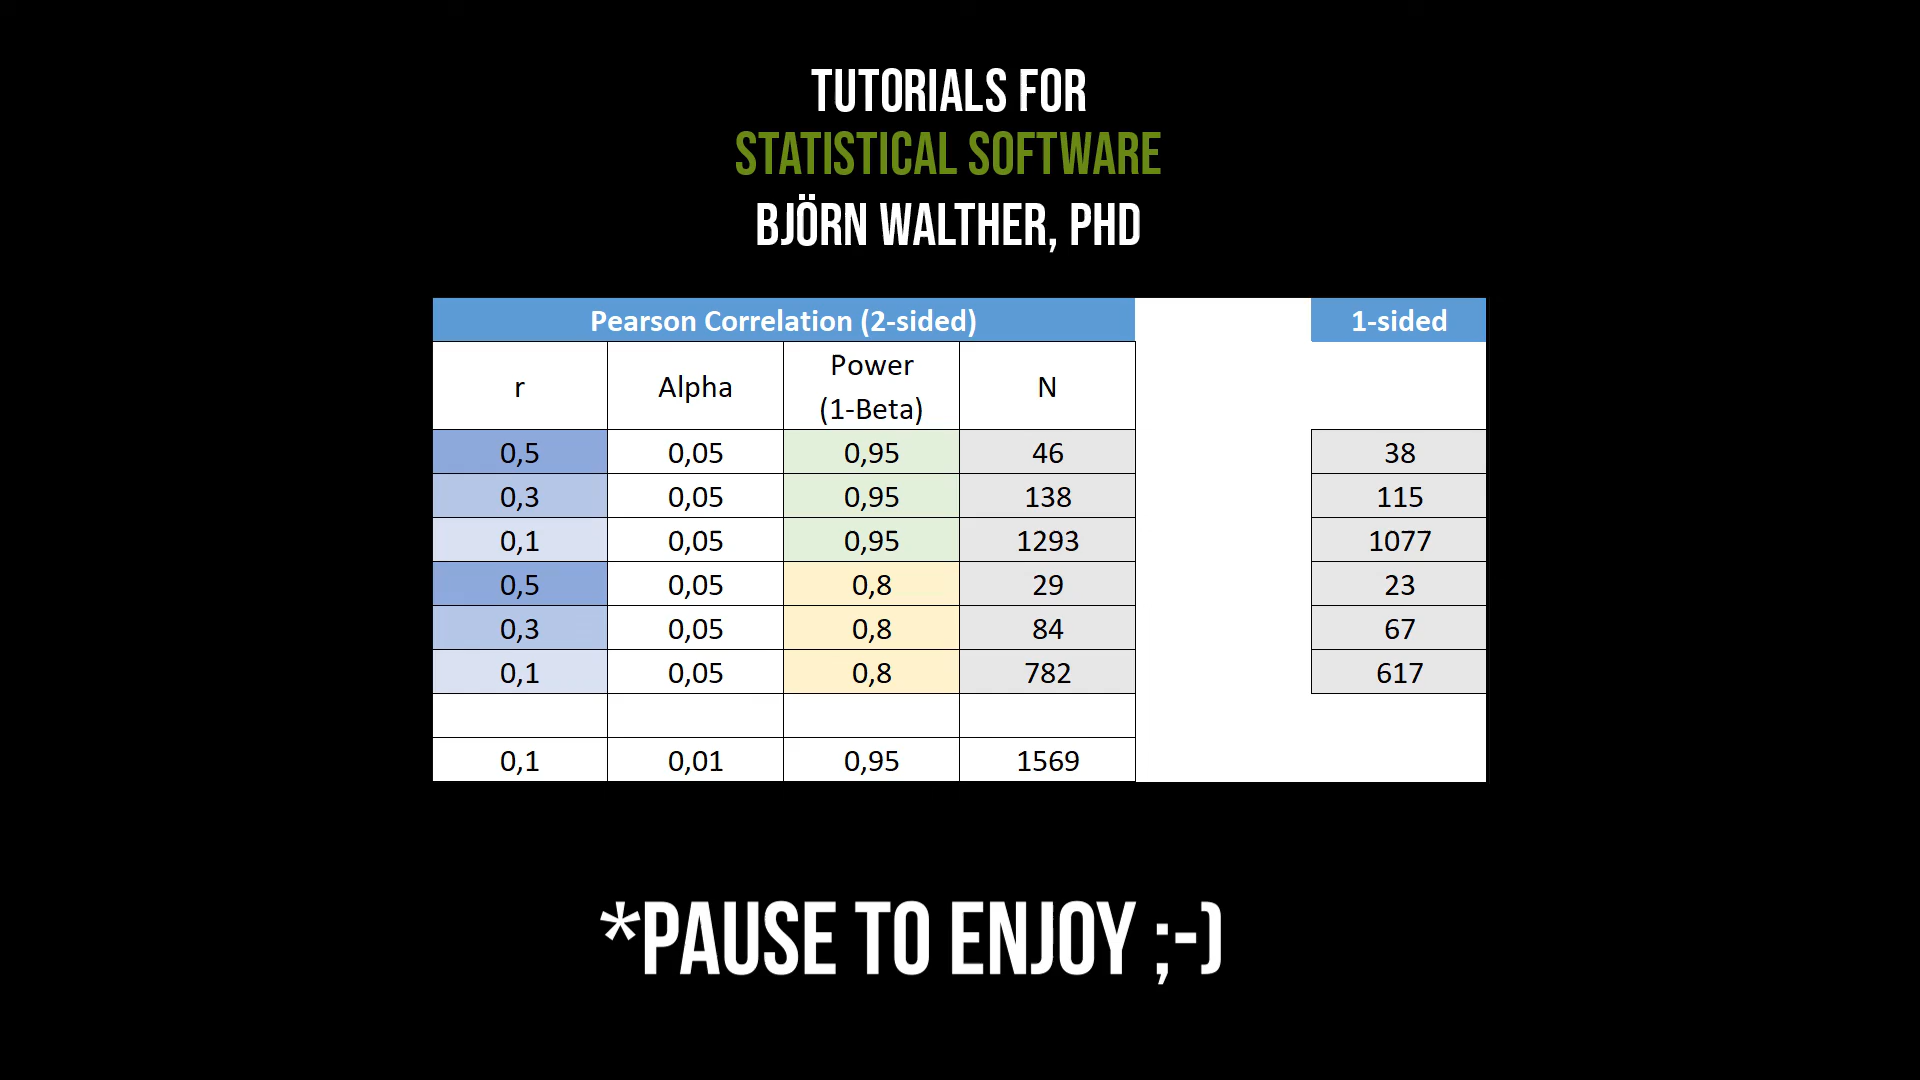 TUTORIALS FOR
STATISTICAL SOFTWARE
BJÖRN WALTHER, PHD
Pearson Correlation (2-sided) 1-sided
r Alpha Power (1-Beta) N
0,5 0,05 0,95 46 38
0,3 0,05 0,95 138 115
0,1 0,05 0,95 1293 1077
0,5 0,05 0,8 29 23
0,3 0,05 0,8 84 67
0,1 0,05 0,8 782 617
0,1 0,01 0,95 1569
*PAUSE TO ENJOY ;-)